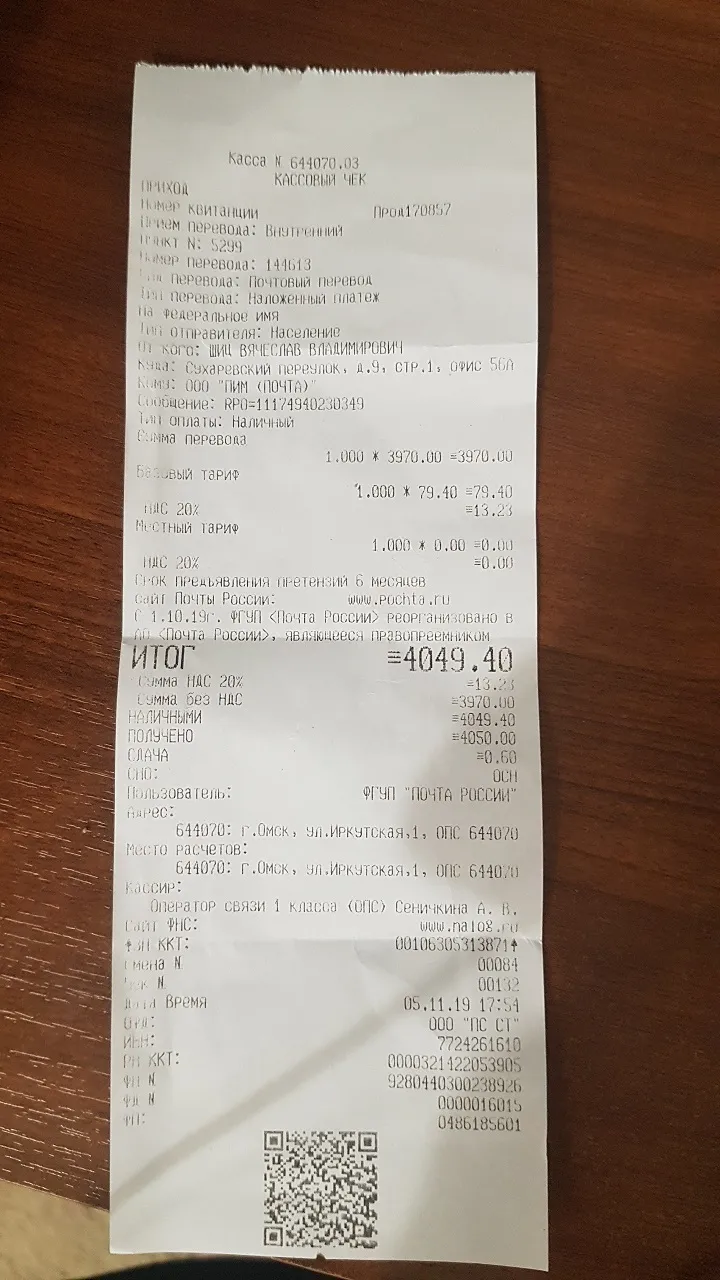 Касса N 644070.03
КАССОВЫЙ ЧЕК
ПРИХОД
Номер квитанции Прод170857
Прием перевода: Внутренний
Пункт N: 5299
Номер перевода: 144613
Вид перевода: Почтовый перевод
Тип перевода: Наложенный платеж
На федеральное имя
Тип отправителя: Население
От кого: ШИЦ ВЯЧЕСЛАВ ВЛАДИМИРОВИЧ
Куда: Сухаревский переулок, д.9, СТР.1, офис 56А
Кому: ООО "ПИМ (ПОЧТА)"
Сообщение: RPO=11174940230349
Тип оплаты: Наличный
Сумма перевода
1.000 * 3970.00 =3970.00
Базовый тариф
1.000 * 79.40 =79.40
НДС 20% =13.23
Местный тариф
1.000 * 0.00 =0.00
НДС 20% =0.00
Срок предъявления претензий 6 месяцев
сайт Почты России: www.pochta.ru
С 1.10.19г. ФГУП <Почта России> реорганизовано в
АО <Почта России>, являющееся правопреемником
ИТОГ =4049.40
Сумма НДС 20% =13.23
Сумма без НДС =3970.00
НАЛИЧНЫМИ =4049.40
ПОЛУЧЕНО =4050.00
СДАЧА =0.60
СНО: ОСН
Пользователь: ФГУП "ПОЧТА РОССИИ"
Адрес:
644070: г.Омск, ул.Иркутская,1, ОПС 644070
Место расчетов:
644070: г.Омск, ул.Иркутская,1, ОПС 644070
Кассир:
Оператор связи 1 класса (ОПС) Сеничкина А. В.
Сайт ФНС: www.nalog.ru
ЗН ККТ: 00106305313871
Смена N 00084
Чек N 00132
Дата Время 05.11.19 17:54
ОФД: ООО "ПС СТ"
ИНН: 7724261610
РН ККТ: 0000321422053905
ФН N 9280440300238926
ФД N 0000016015
ФП: 0486185601